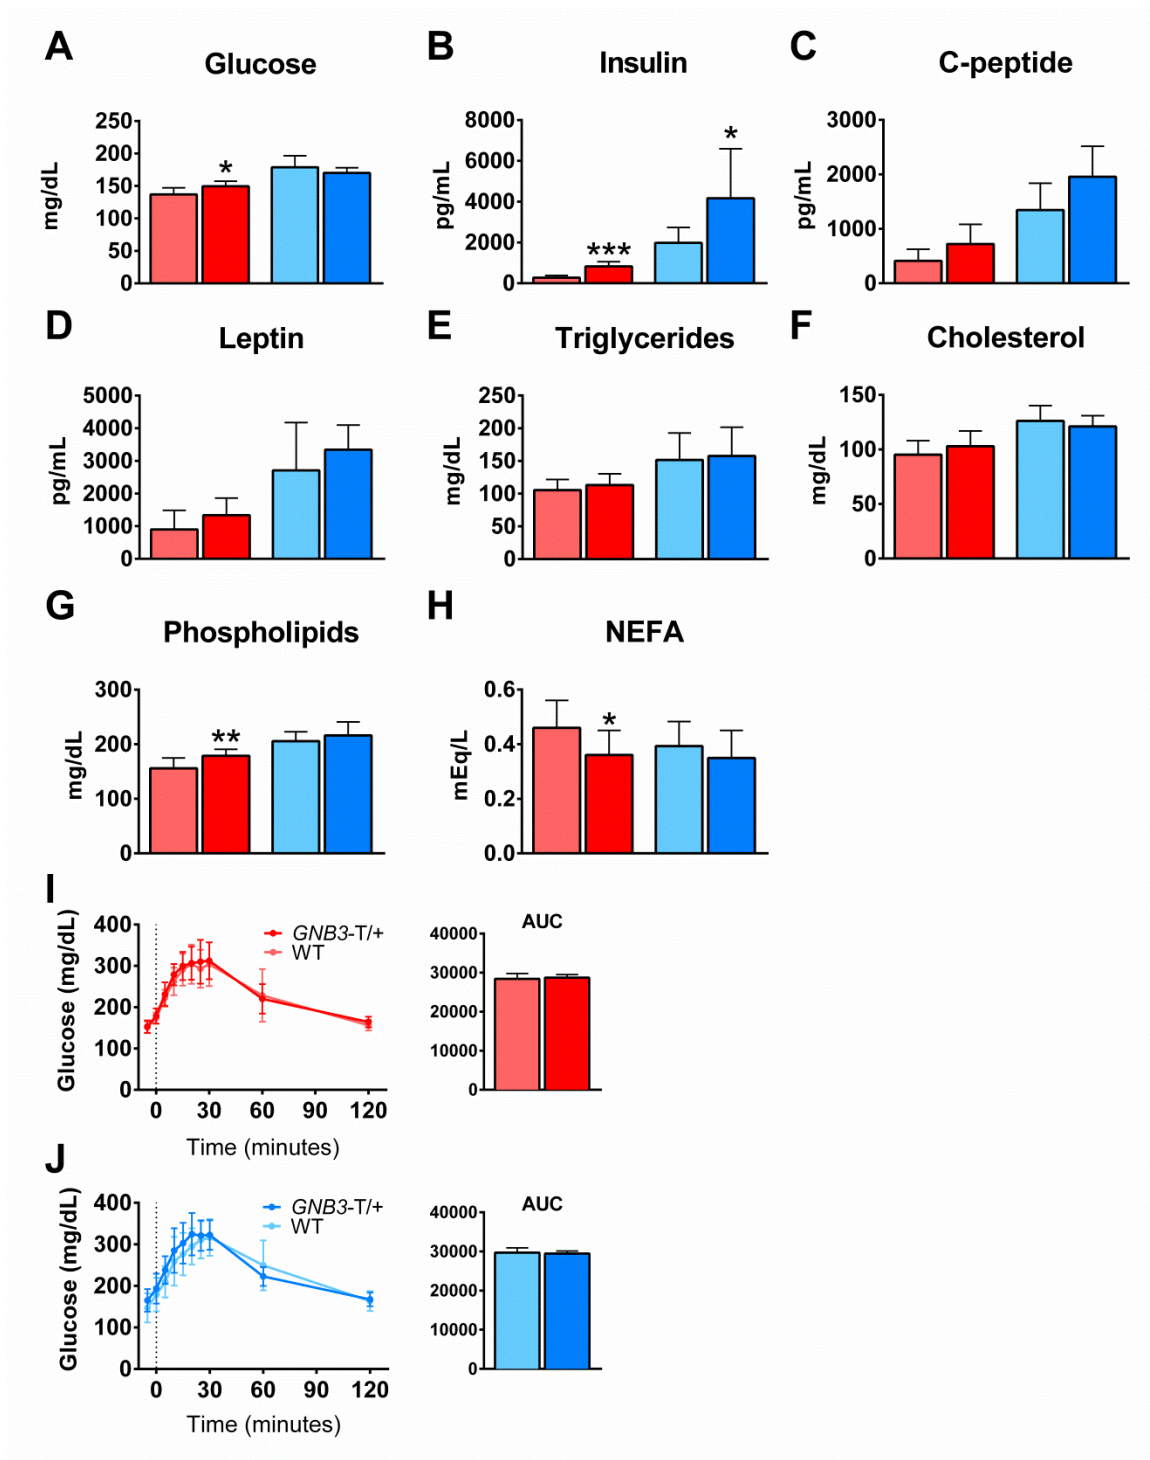 A
Glucose
mg/dL
250
200
150
100
50
0
*
B
Insulin
pg/mL
8000
6000
4000
2000
0
***
*
C
C-peptide
pg/mL
3000
2000
1000
0
D
Leptin
pg/mL
5000
4000
3000
2000
1000
0
E
Triglycerides
mg/dL
250
200
150
100
50
0
F
Cholesterol
mg/dL
150
100
50
0
G
Phospholipids
mg/dL
300
200
100
0
**
H
NEFA
mEq/L
0.6
0.4
0.2
0.0
*
I
Glucose (mg/dL)
400
300
200
100
0
GNB3-T/+
WT
0 30 60 90 120
Time (minutes)
AUC
40000
30000
20000
10000
0
J
Glucose (mg/dL)
400
300
200
100
0
GNB3-T/+
WT
0 30 60 90 120
Time (minutes)
AUC
40000
30000
20000
10000
0